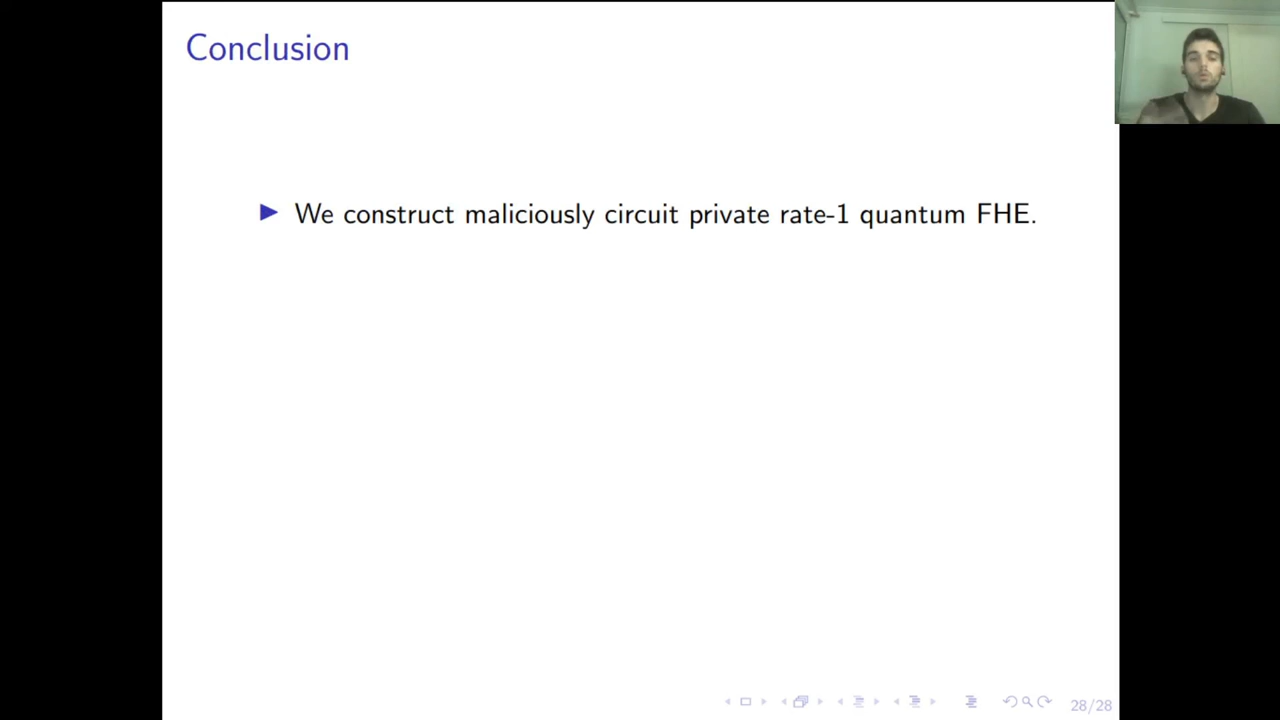 Conclusion
We construct maliciously circuit private rate-1 quantum FHE.
28/28